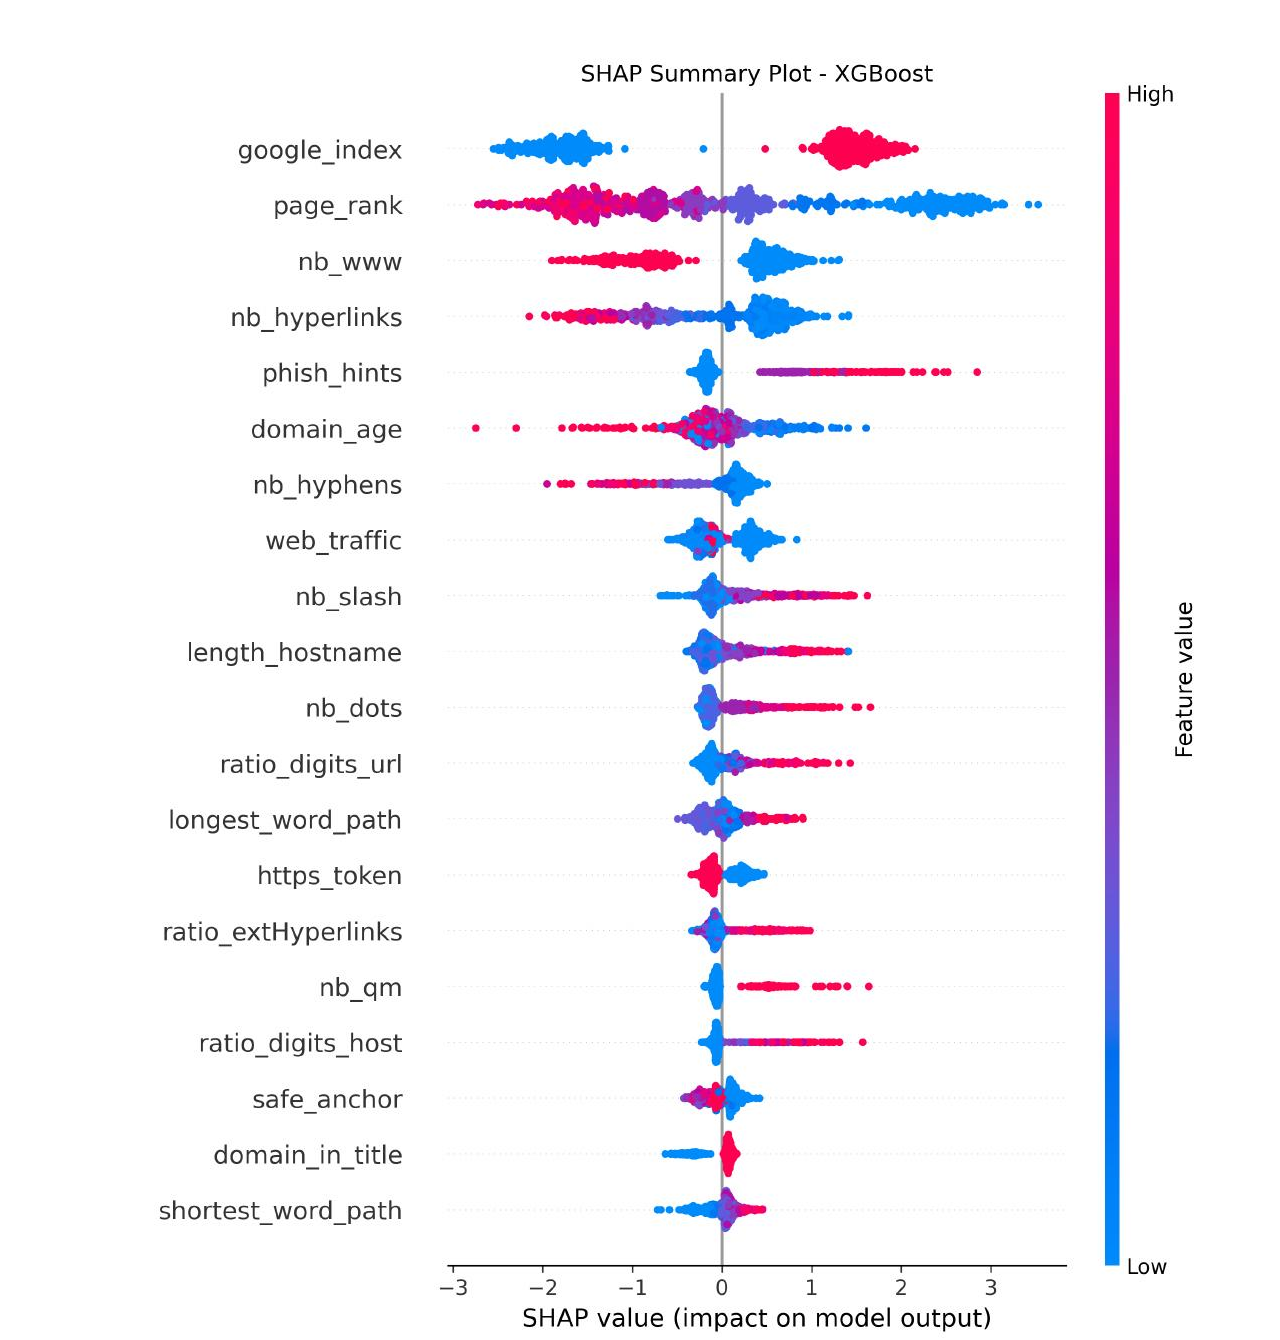 SHAP Summary Plot - XGBoost
High
google_index
page_rank
nb_www
nb_hyperlinks
phish_hints
domain_age
nb_hyphens
web_traffic
nb_slash
length_hostname
nb_dots
ratio_digits_url
longest_word_path
https_token
ratio_extHyperlinks
nb_qm
ratio_digits_host
safe_anchor
domain_in_title
shortest_word_path
Feature value
Low
−3 −2 −1 0 1 2 3
SHAP value (impact on model output)